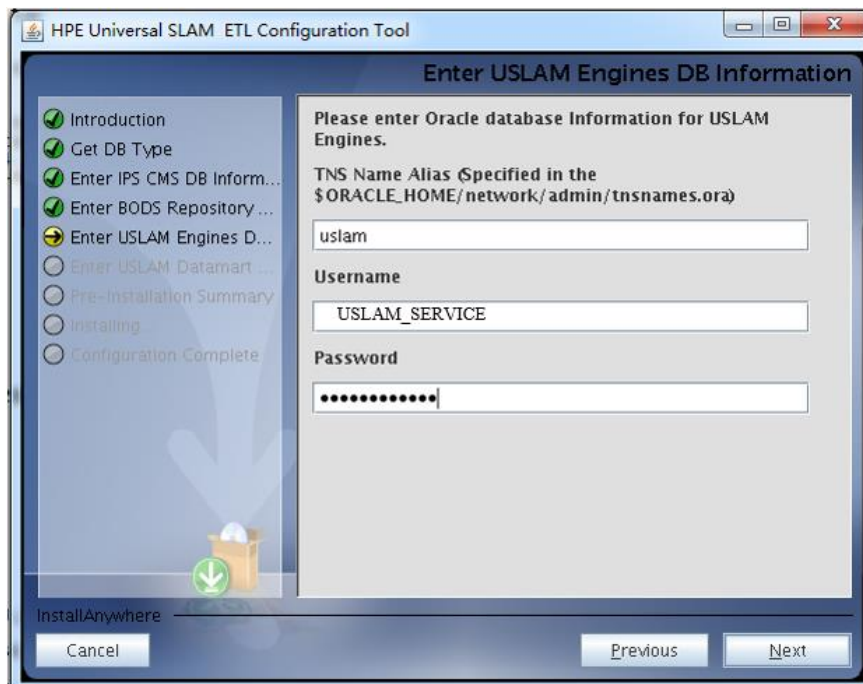 HPE Universal SLAM ETL Configuration Tool
Enter USLAM Engines DB Information
Introduction
Get DB Type
Enter IPS CMS DB Inform...
Enter BODS Repository ...
Enter USLAM Engines D...
Enter USLAM Datamart ...
Pre-Installation Summary
Installing...
Configuration Complete
Please enter Oracle database Information for USLAM
Engines.
TNS Name Alias (Specified in the
$ORACLE_HOME/network/admin/tnsnames.ora)
uslam
Username
USLAM_SERVICE
Password
••••••••••••
InstallAnywhere
Cancel
Previous
Next